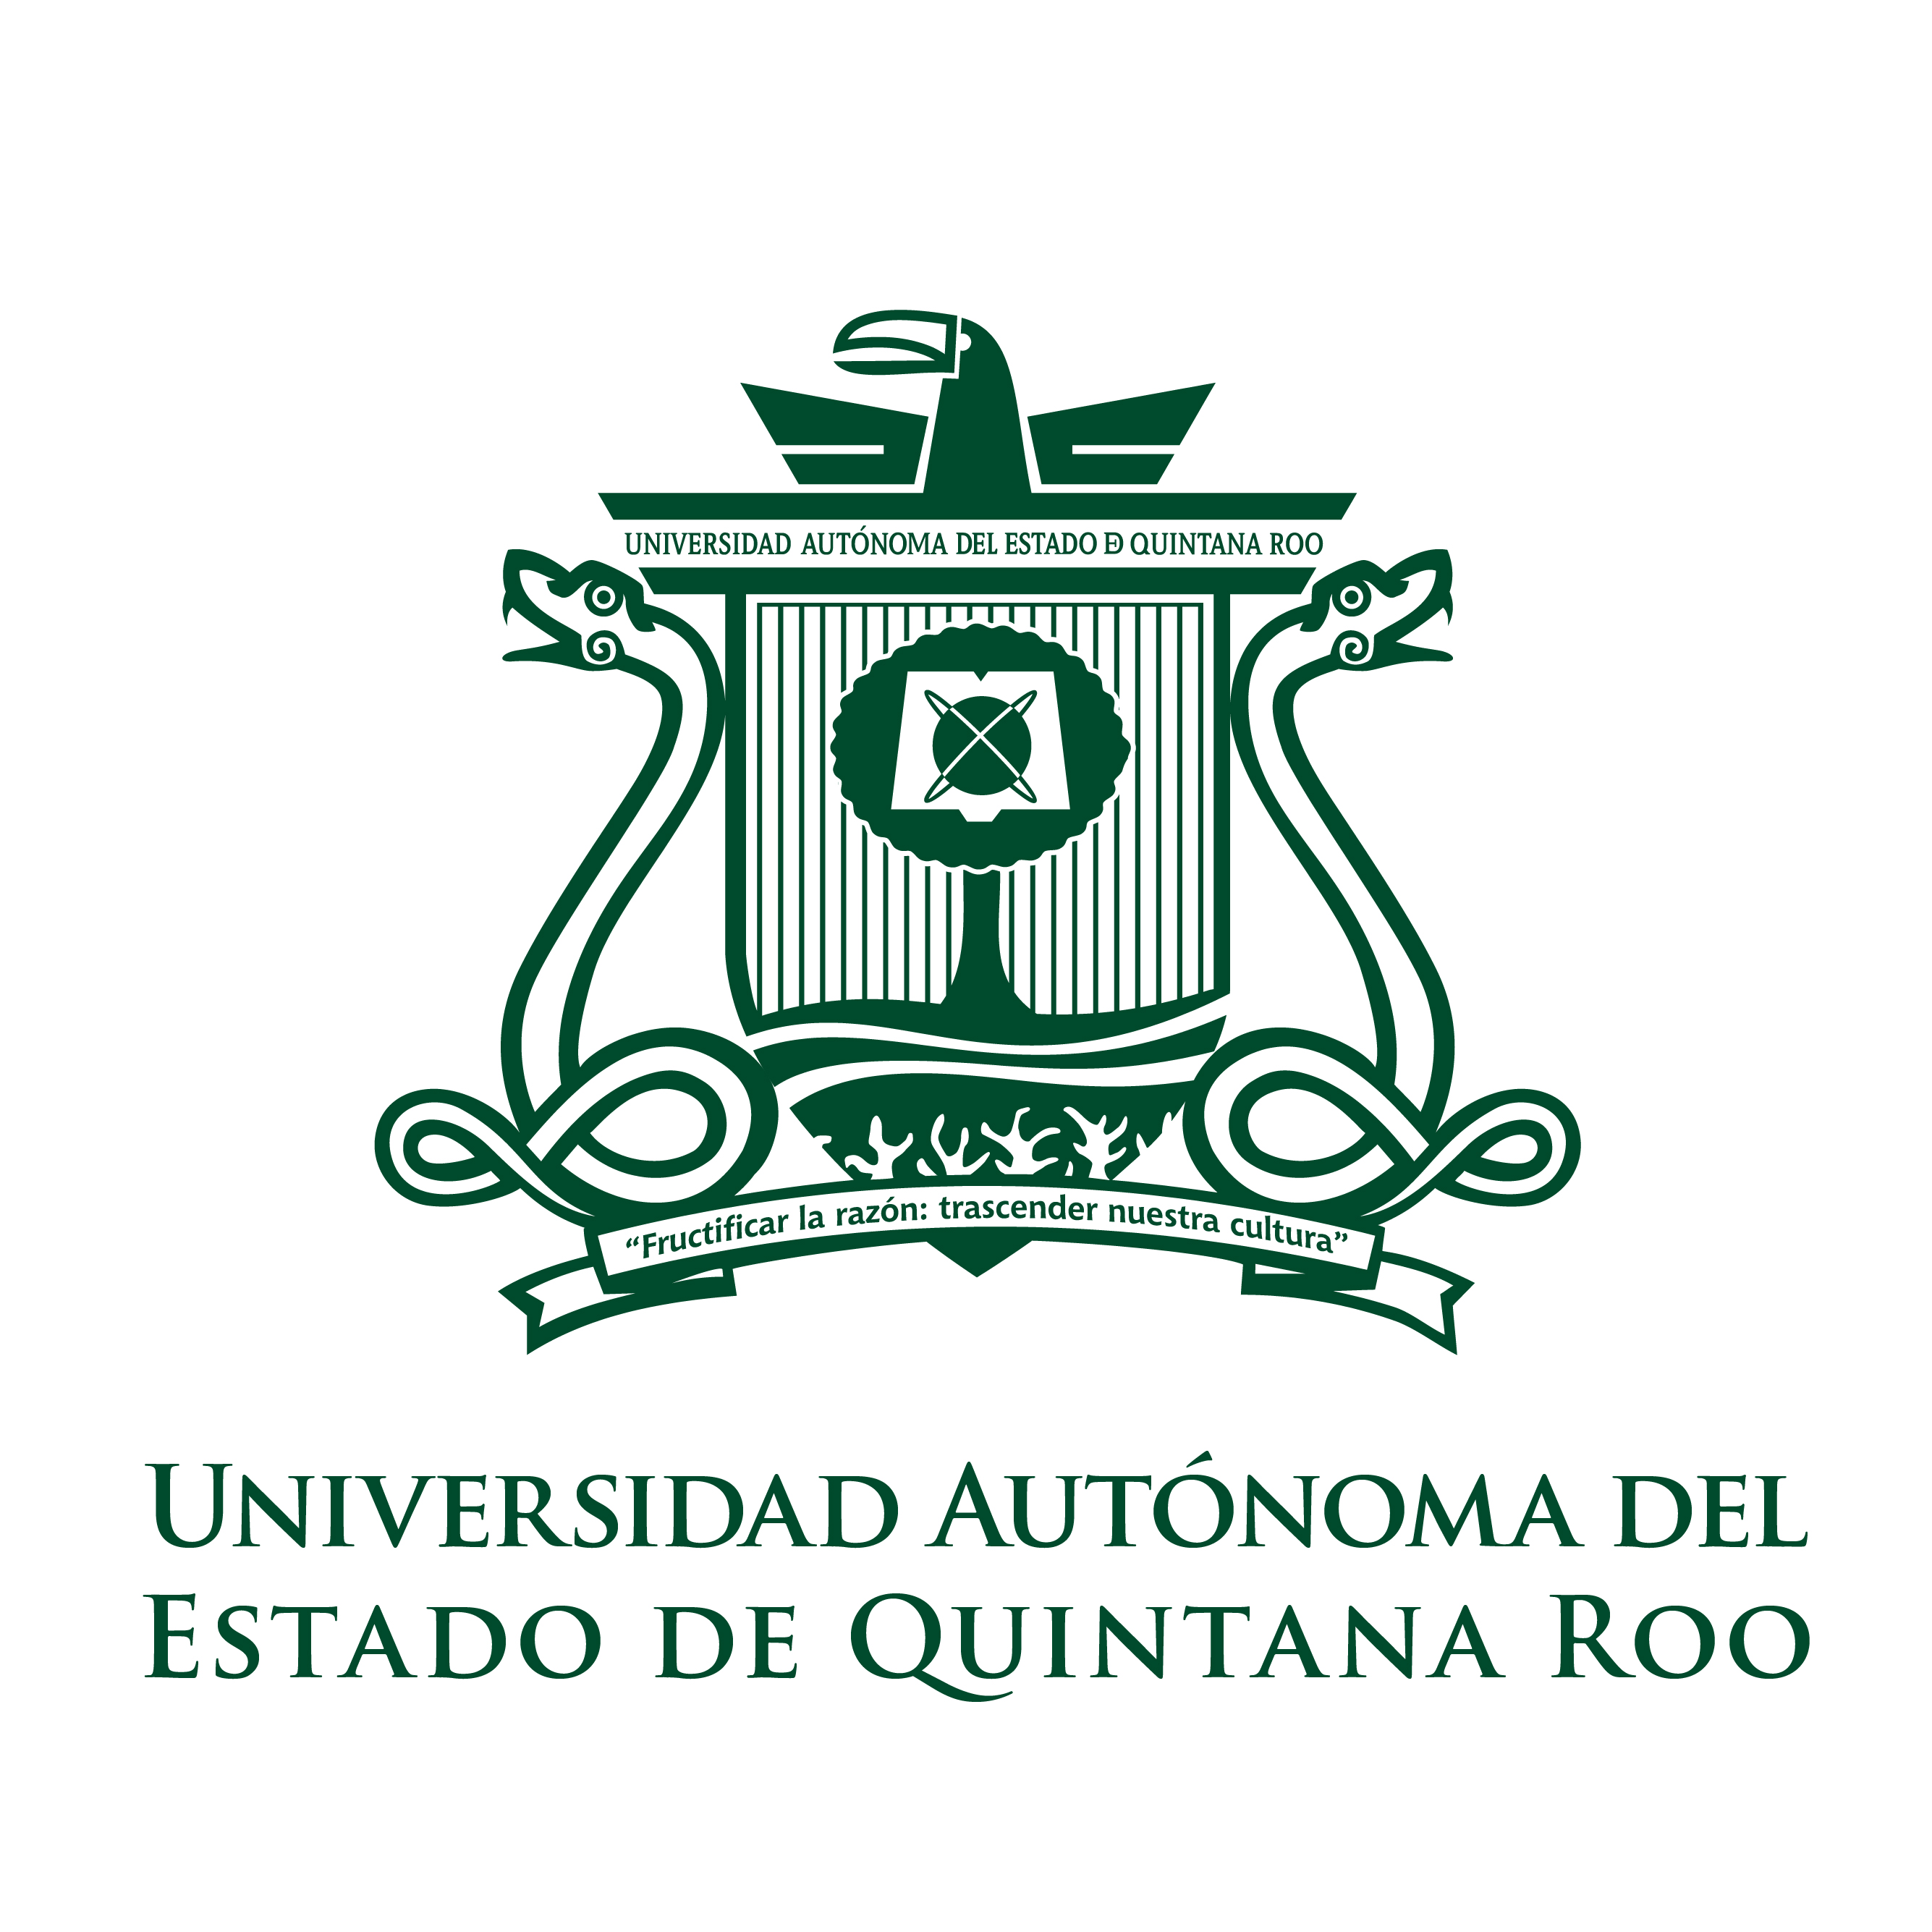 UNIVERSIDAD AUTÓNOMA DEL ESTADO DE QUINTANA ROO
“Fructificar la razón: trascender nuestra cultura”
UNIVERSIDAD AUTÓNOMA DEL
ESTADO DE QUINTANA ROO